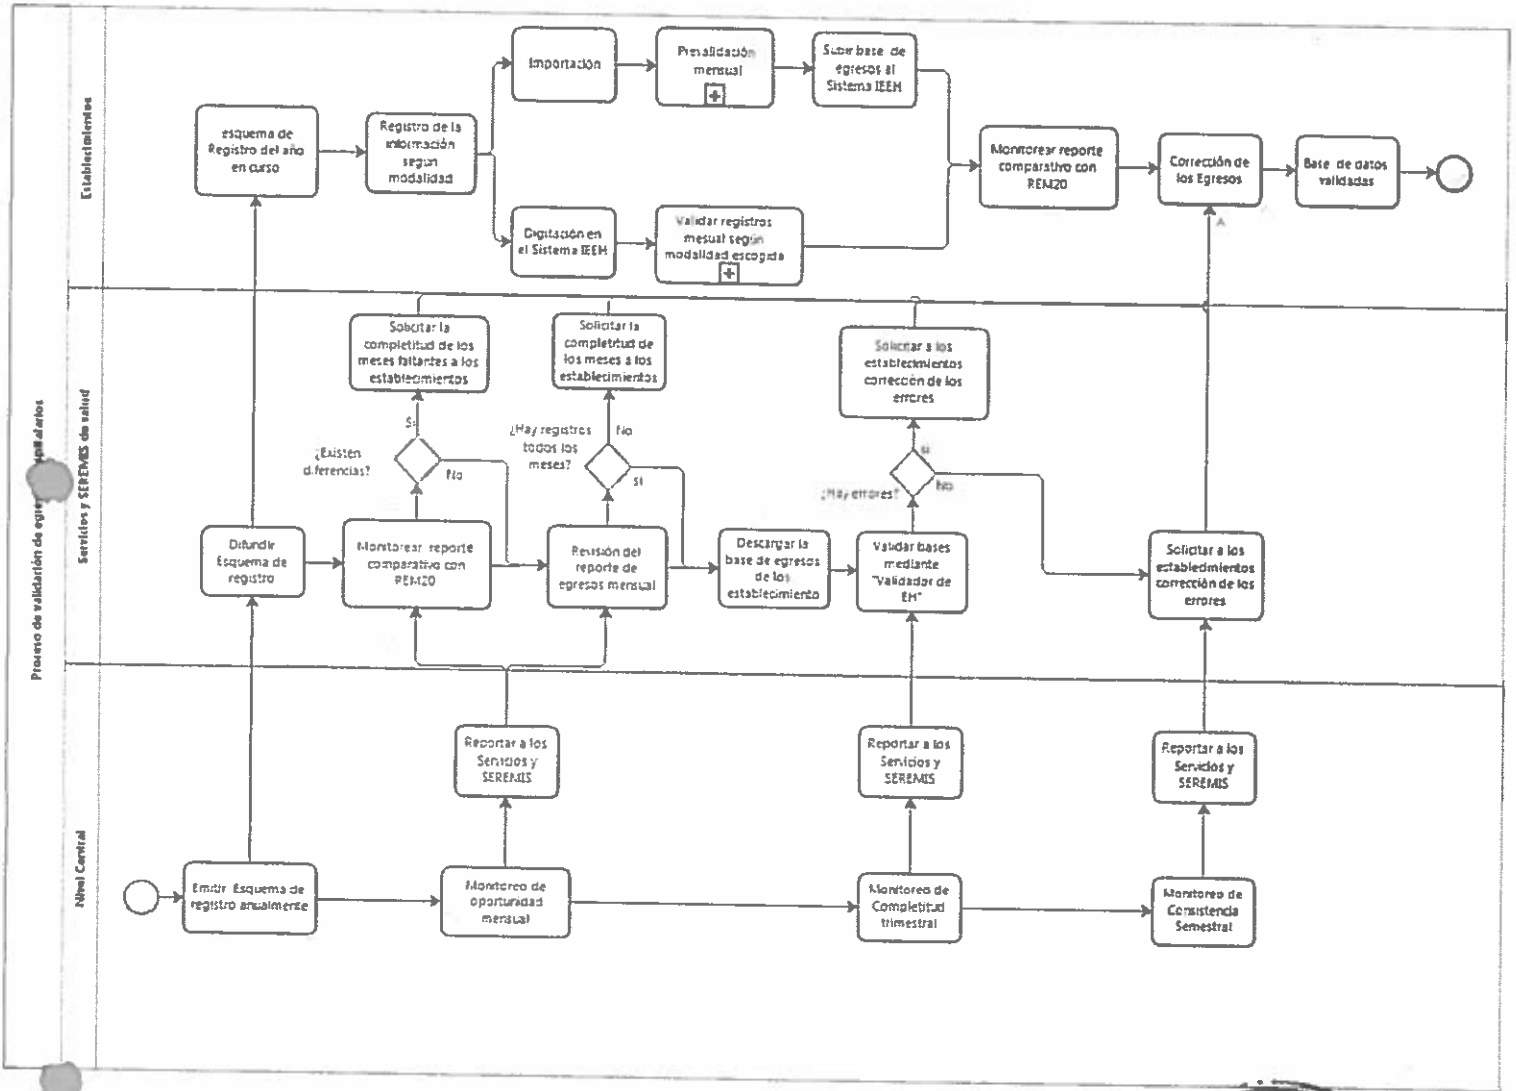 Proceso de validación de
Establecimientos
esquema de
Registro del año
en curso
Registro de la
información
según
modalidad
Importación
Prevalidación
mensual
Subir base de
egresos al
Sistema IEEH
Digitación en
el Sistema IEEH
Validar registros
mesual según
modalidad escogida
Monitorear reporte
comparativo con
REM20
Corrección de
los Egresos
Base de datos
validadas
A
Servicios y SEREMIS de salud
Solicitar la
completitud de los
meses faltantes a los
establecimientos
Solicitar la
completitud de
los meses a los
establecimientos
Solicitar a los
establecimientos
corrección de los
errores
Si
¿Existen
diferencias?
No
¿Hay registros
todos los
meses?
No
si
si
¿Hay errores?
No
Difundir
Esquema de
registro
Monitorear reporte
comparativo con
REM20
Revisión del
reporte de
egresos mensual
Descargar la
base de egresos
de los
establecimiento
Validar bases
mediante
"Validador de
EH"
Solicitar a los
establecimientos
corrección de los
errores
Nivel Central
Reportar a los
Servicios y
SEREMIS
Reportar a los
Servicios y
SEREMIS
Reportar a los
Servicios y
SEREMIS
Emitir Esquema de
registro anualmente
Monitoreo de
oportunidad
mensual
Monitoreo de
Completitud
trimestral
Monitoreo de
Consistencia
Semestral